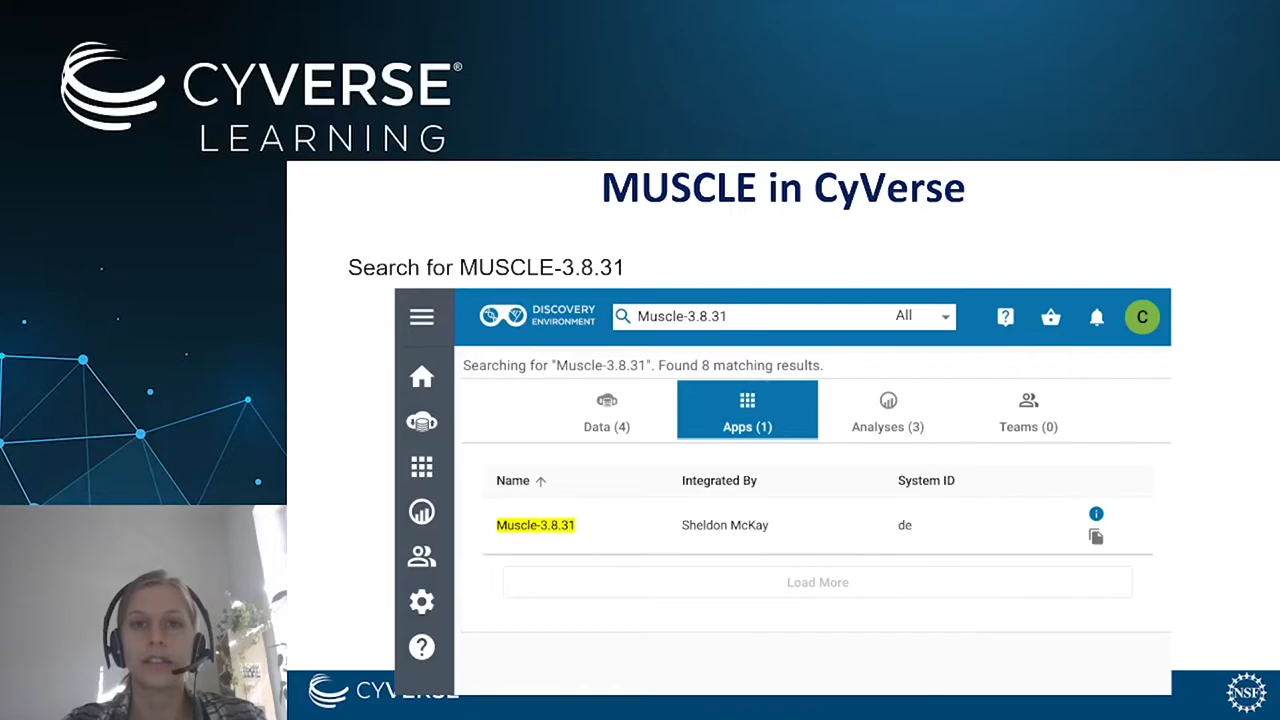 CYVERSE®
LEARNING
MUSCLE in CyVerse
Search for MUSCLE-3.8.31
DISCOVERY
ENVIRONMENT
Muscle-3.8.31
All
?
C
Searching for "Muscle-3.8.31". Found 8 matching results.
Data (4)
Apps (1)
Analyses (3)
Teams (0)
Name
Integrated By
System ID
Muscle-3.8.31
Sheldon McKay
de
i
Load More
?
CYVERSE
NSF